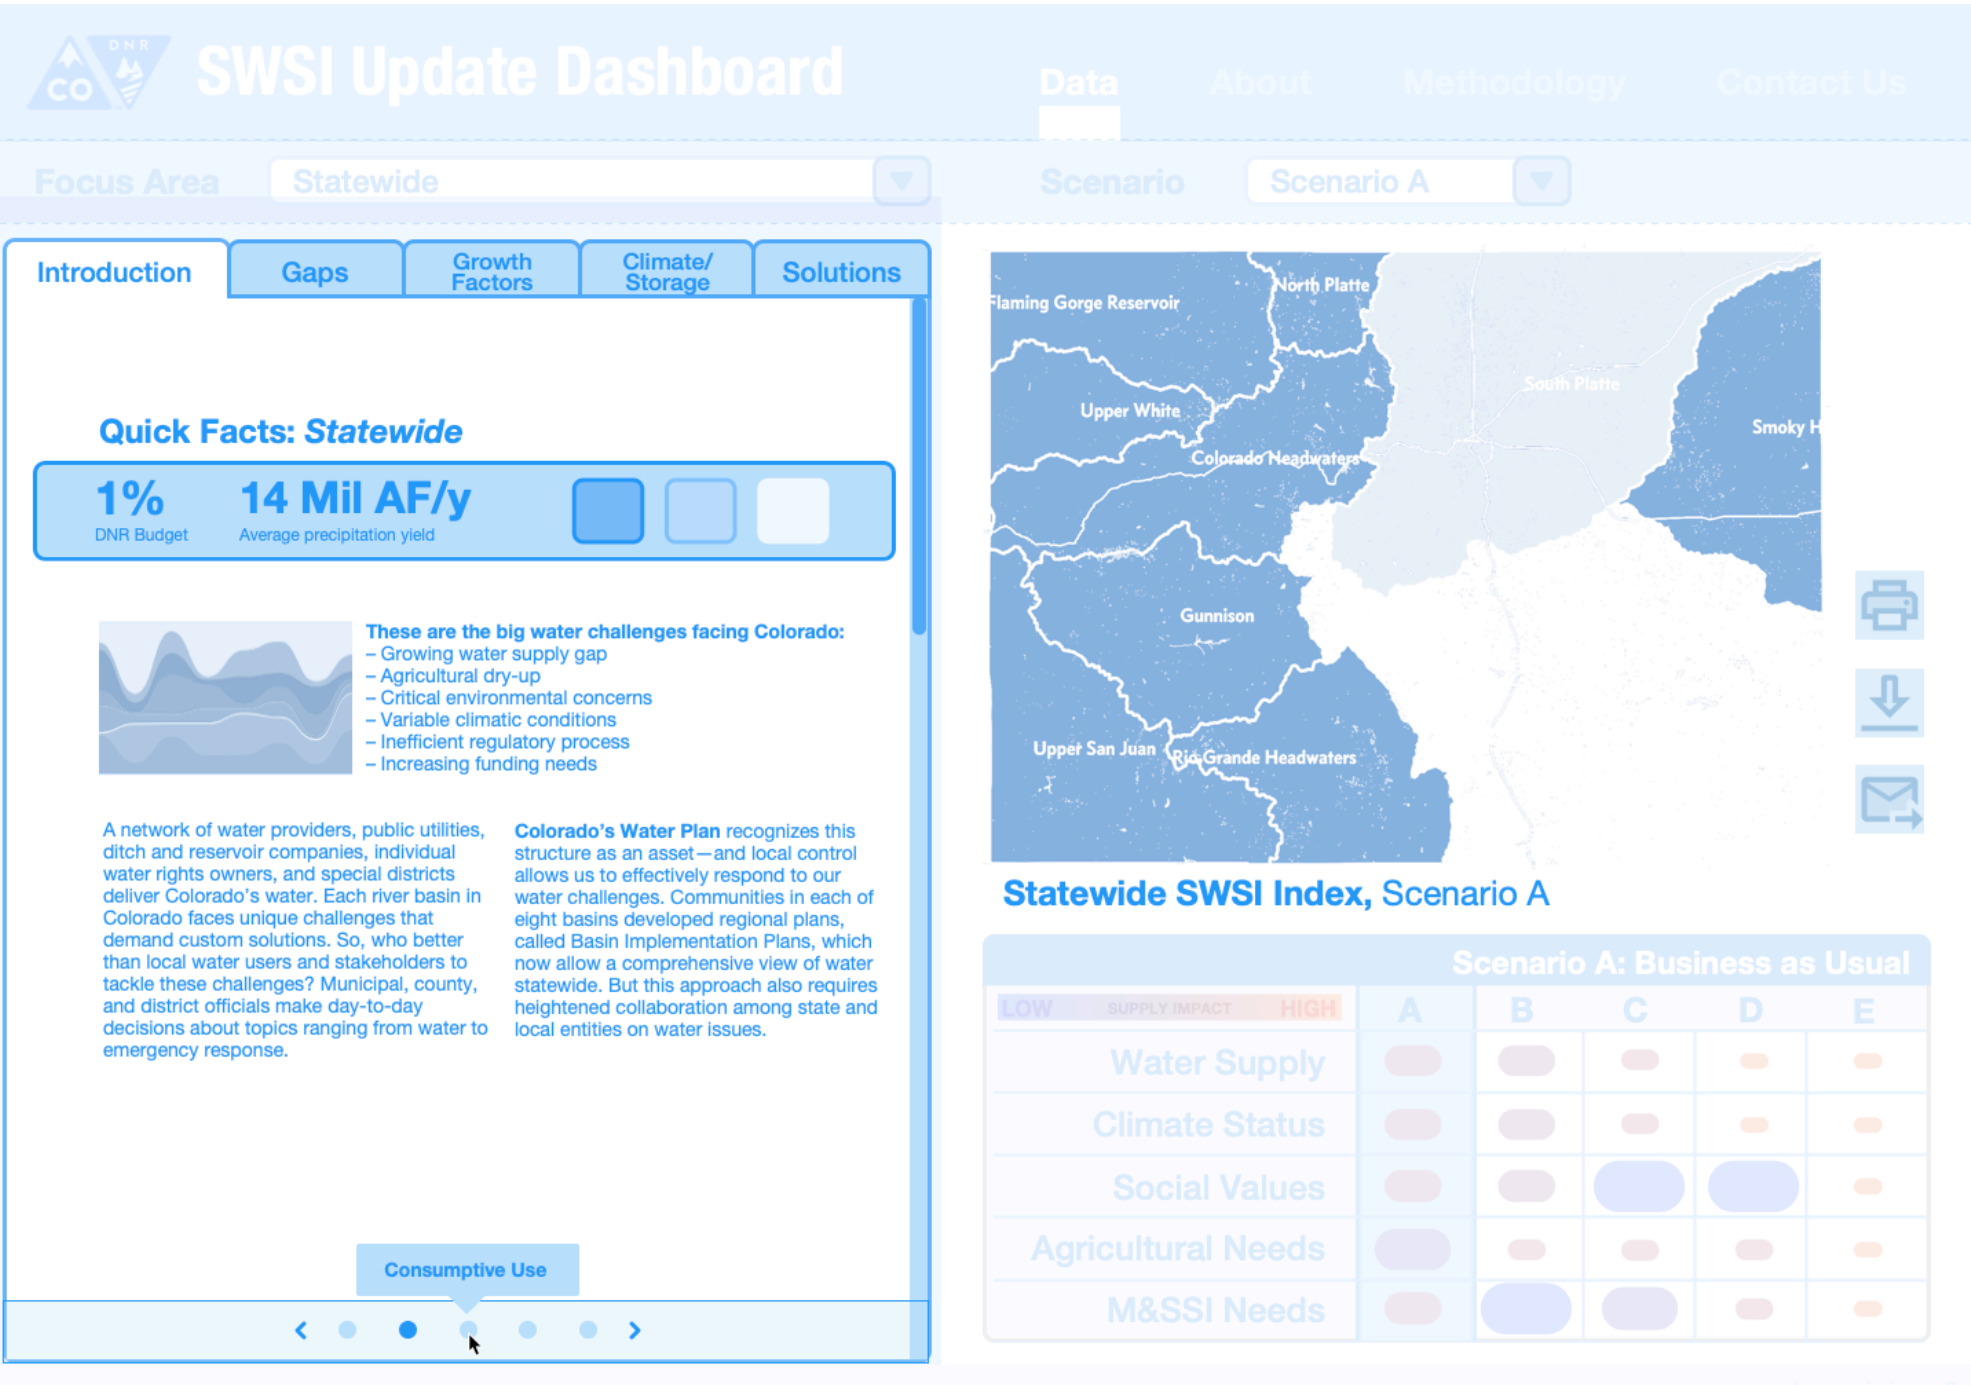 DNR
CO
SWSI Update Dashboard
Data
About
Methodology
Contact Us
Focus Area
Statewide
Scenario
Scenario A
Introduction
Gaps
Growth
Factors
Climate/
Storage
Solutions
Quick Facts: Statewide
1%
DNR Budget
14 Mil AF/y
Average precipitation yield
These are the big water challenges facing Colorado:
– Growing water supply gap
– Agricultural dry-up
– Critical environmental concerns
– Variable climatic conditions
– Inefficient regulatory process
– Increasing funding needs
A network of water providers, public utilities,
ditch and reservoir companies, individual
water rights owners, and special districts
deliver Colorado's water. Each river basin in
Colorado faces unique challenges that
demand custom solutions. So, who better
than local water users and stakeholders to
tackle these challenges? Municipal, county,
and district officials make day-to-day
decisions about topics ranging from water to
emergency response.
Colorado's Water Plan recognizes this
structure as an asset—and local control
allows us to effectively respond to our
water challenges. Communities in each of
eight basins developed regional plans,
called Basin Implementation Plans, which
now allow a comprehensive view of water
statewide. But this approach also requires
heightened collaboration among state and
local entities on water issues.
Consumptive Use
Flaming Gorge Reservoir
North Platte
South Platte
Upper White
Smoky H
Colorado Headwaters
Gunnison
Upper San Juan
Rio Grande Headwaters
Statewide SWSI Index, Scenario A
Scenario A: Business as Usual
LOW SUPPLY IMPACT HIGH
A B C D E
Water Supply
Climate Status
Social Values
Agricultural Needs
M&SSI Needs